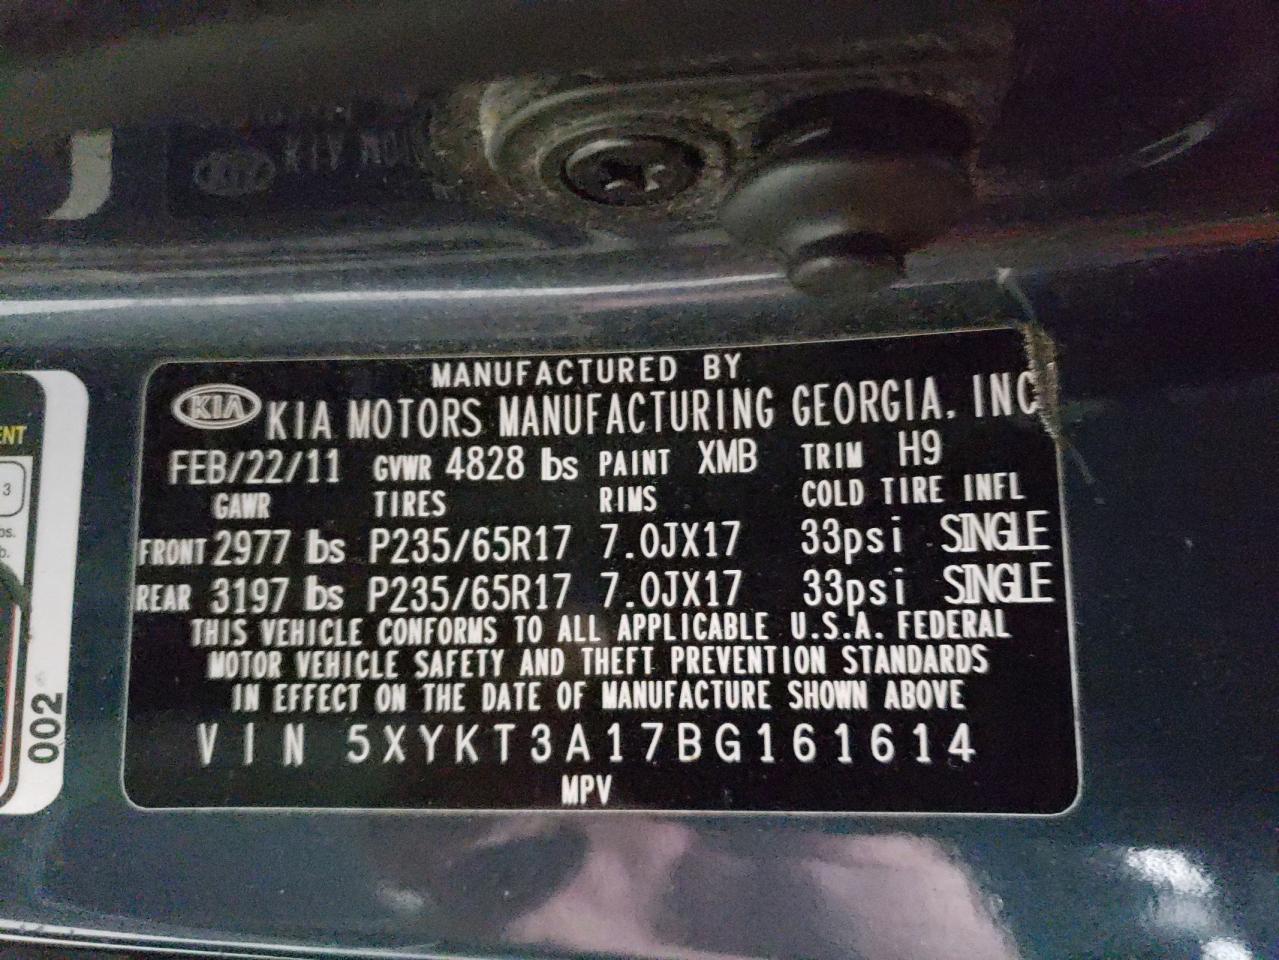 MANUFACTURED BY
KIA KIA MOTORS MANUFACTURING GEORGIA, INC
FEB/22/11 GVWR 4828 lbs PAINT XMB TRIM H9
GAWR TIRES RIMS COLD TIRE INFL
FRONT 2977 lbs P235/65R17 7.0JX17 33psi SINGLE
REAR 3197 lbs P235/65R17 7.0JX17 33psi SINGLE
THIS VEHICLE CONFORMS TO ALL APPLICABLE U.S.A. FEDERAL
MOTOR VEHICLE SAFETY AND THEFT PREVENTION STANDARDS
IN EFFECT ON THE DATE OF MANUFACTURE SHOWN ABOVE
VIN 5XYKT3A17BG161614
MPV
3
002